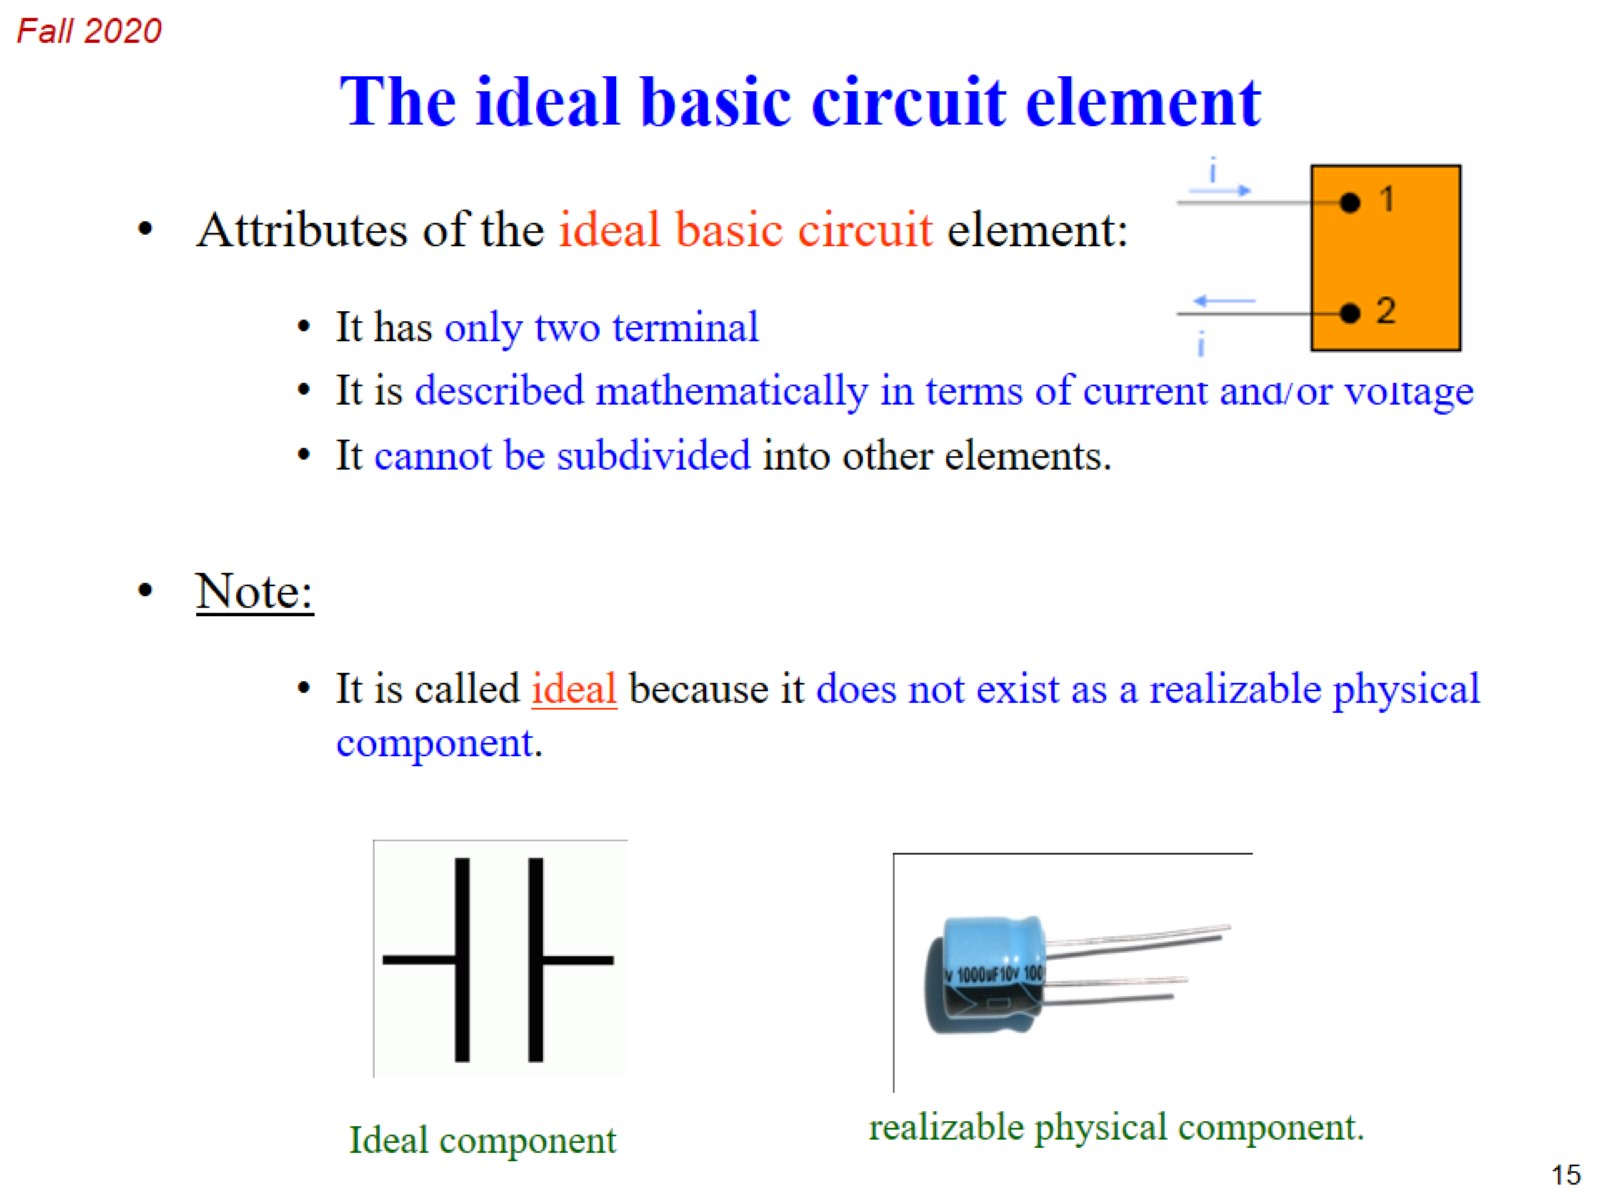 Fall 2020
The ideal basic circuit element
• Attributes of the ideal basic circuit element:
i
1
2
i
• It has only two terminal
• It is described mathematically in terms of current and/or voltage
• It cannot be subdivided into other elements.
• Note:
• It is called ideal because it does not exist as a realizable physical
component.
V 1000uF10V 100
Ideal component
realizable physical component.
15